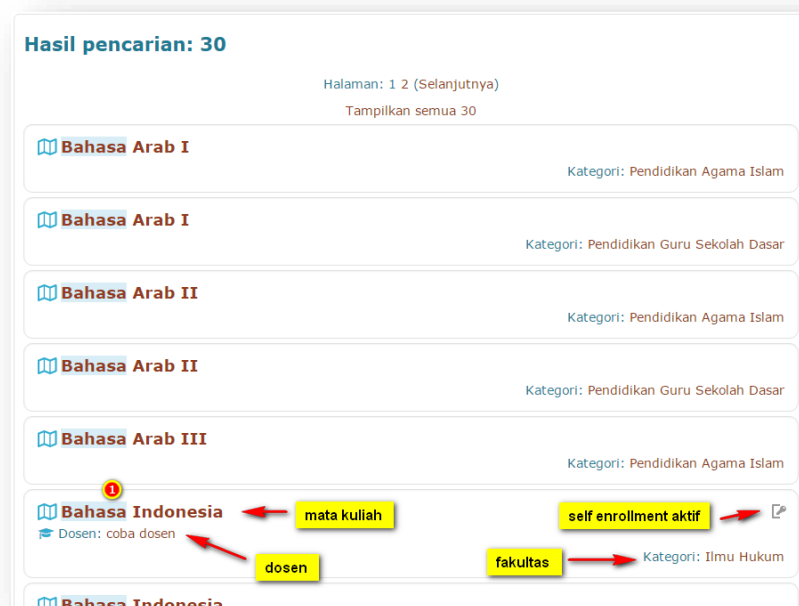 Hasil pencarian: 30
Halaman: 1 2 (Selanjutnya)
Tampilkan semua 30
Bahasa Arab I
Kategori: Pendidikan Agama Islam
Bahasa Arab I
Kategori: Pendidikan Guru Sekolah Dasar
Bahasa Arab II
Kategori: Pendidikan Agama Islam
Bahasa Arab II
Kategori: Pendidikan Guru Sekolah Dasar
Bahasa Arab III
Kategori: Pendidikan Agama Islam
1
Bahasa Indonesia
mata kuliah
self enrollment aktif
Dosen: coba dosen
dosen
fakultas
Kategori: Ilmu Hukum
Bahasa Indonesia